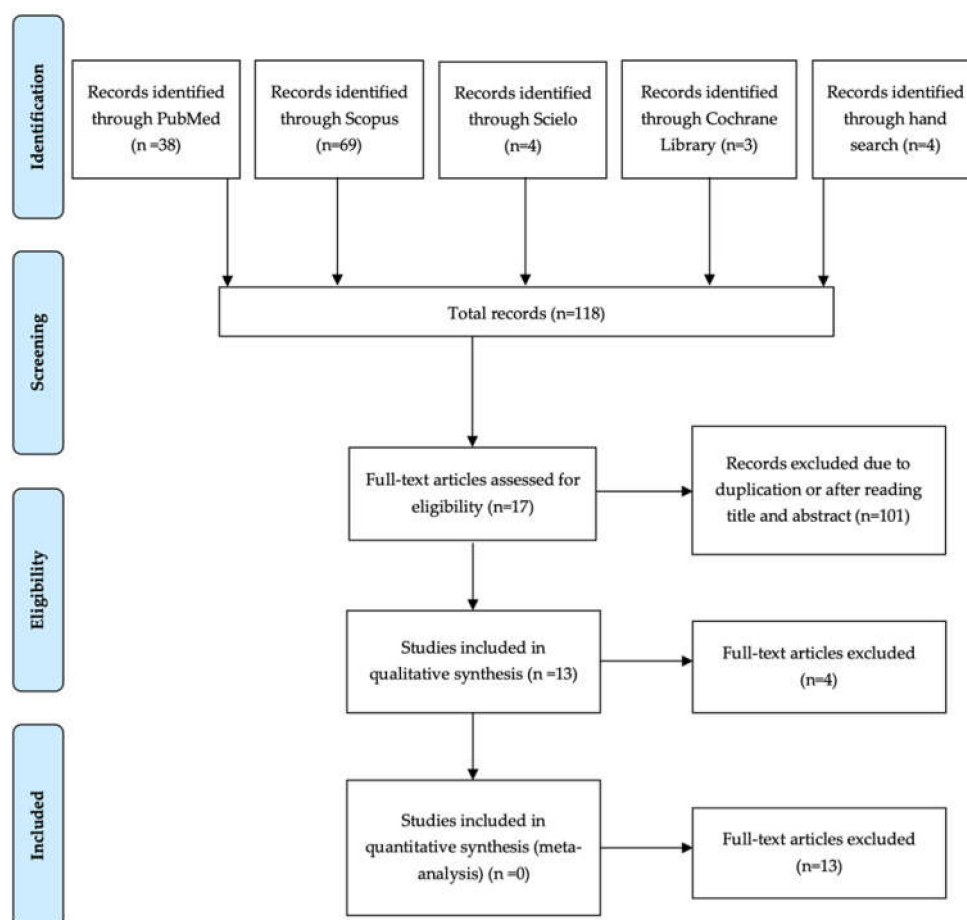 Identification
Records identified
through PubMed
(n =38)
Records identified
through Scopus
(n=69)
Records identified
through Scielo
(n=4)
Records identified
through Cochrane
Library (n=3)
Records identified
through hand
search (n=4)
Screening
Total records (n=118)
Full-text articles assessed for
eligibility (n=17)
Records excluded due to
duplication or after reading
title and abstract (n=101)
Eligibility
Studies included in
qualitative synthesis (n =13)
Full-text articles excluded
(n=4)
Included
Studies included in
quantitative synthesis (meta-
analysis) (n =0)
Full-text articles excluded
(n=13)